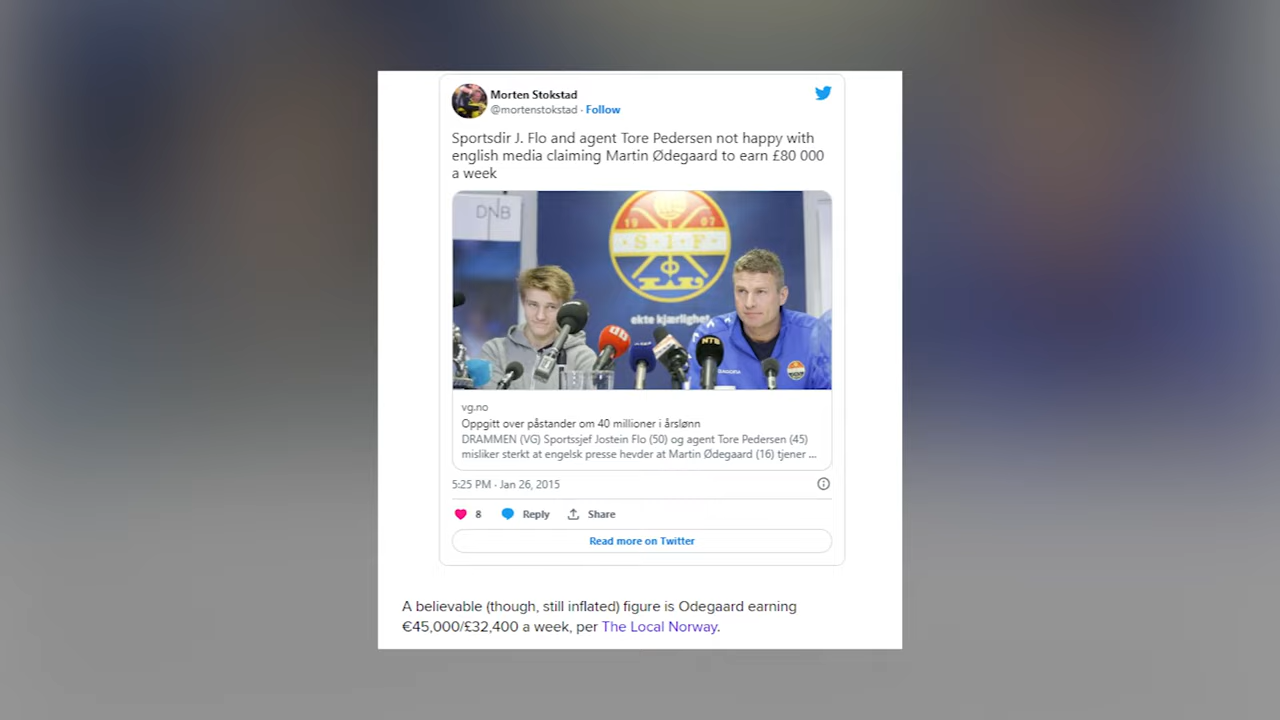 Morten Stokstad
@mortenstokstad · Follow
Sportsdir J. Flo and agent Tore Pedersen not happy with
english media claiming Martin Ødegaard to earn £80 000
a week
DNB
19 07
S·I·F
ekte kjærlighet
NTB
vg.no
Oppgitt over påstander om 40 millioner i årslønn
DRAMMEN (VG) Sportssjef Jostein Flo (50) og agent Tore Pedersen (45)
misliker sterkt at engelsk presse hevder at Martin Ødegaard (16) tjener ...
5:25 PM · Jan 26, 2015
8 Reply Share
Read more on Twitter
A believable (though, still inflated) figure is Odegaard earning
€45,000/£32,400 a week, per The Local Norway.